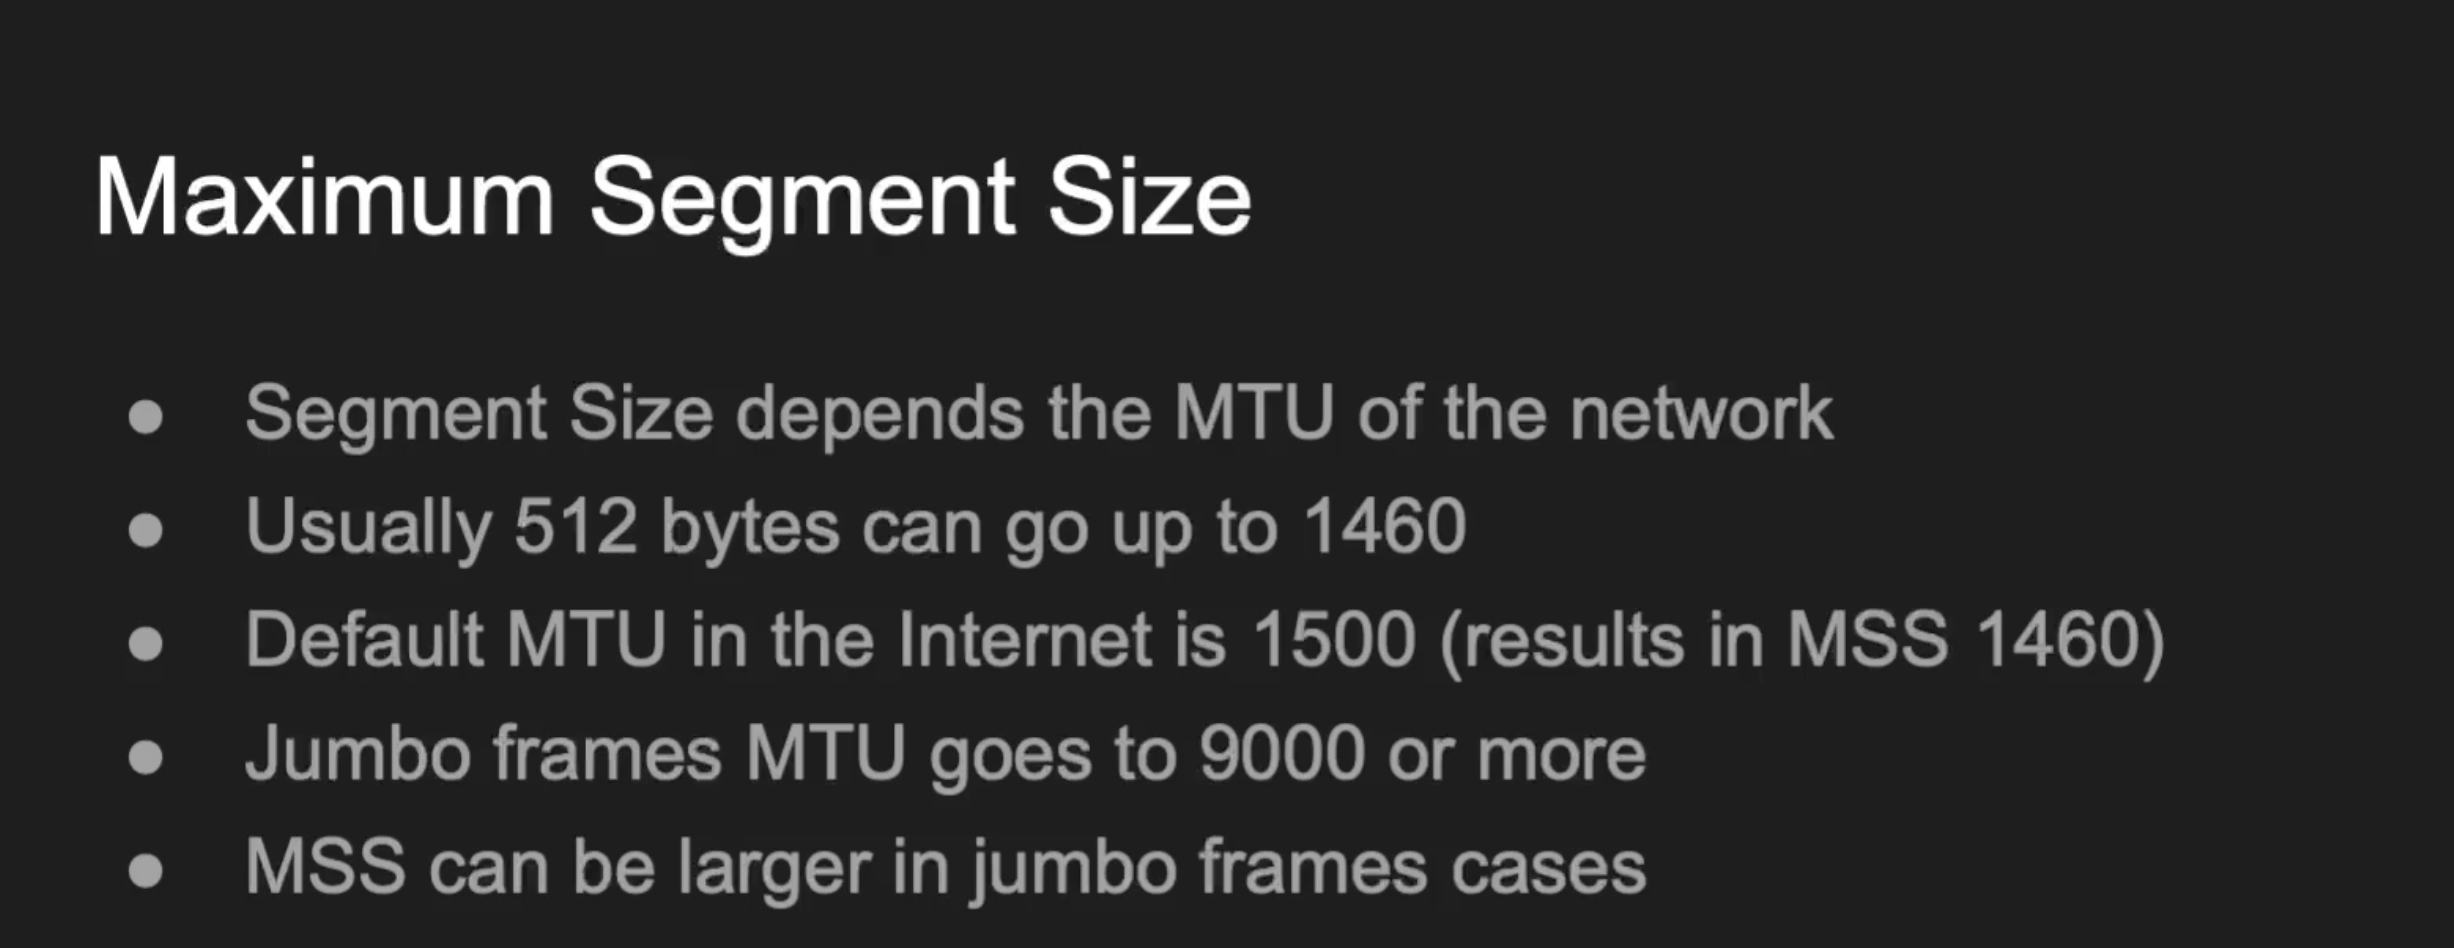 Maximum Segment Size
● Segment Size depends the MTU of the network
● Usually 512 bytes can go up to 1460
● Default MTU in the Internet is 1500 (results in MSS 1460)
● Jumbo frames MTU goes to 9000 or more
● MSS can be larger in jumbo frames cases